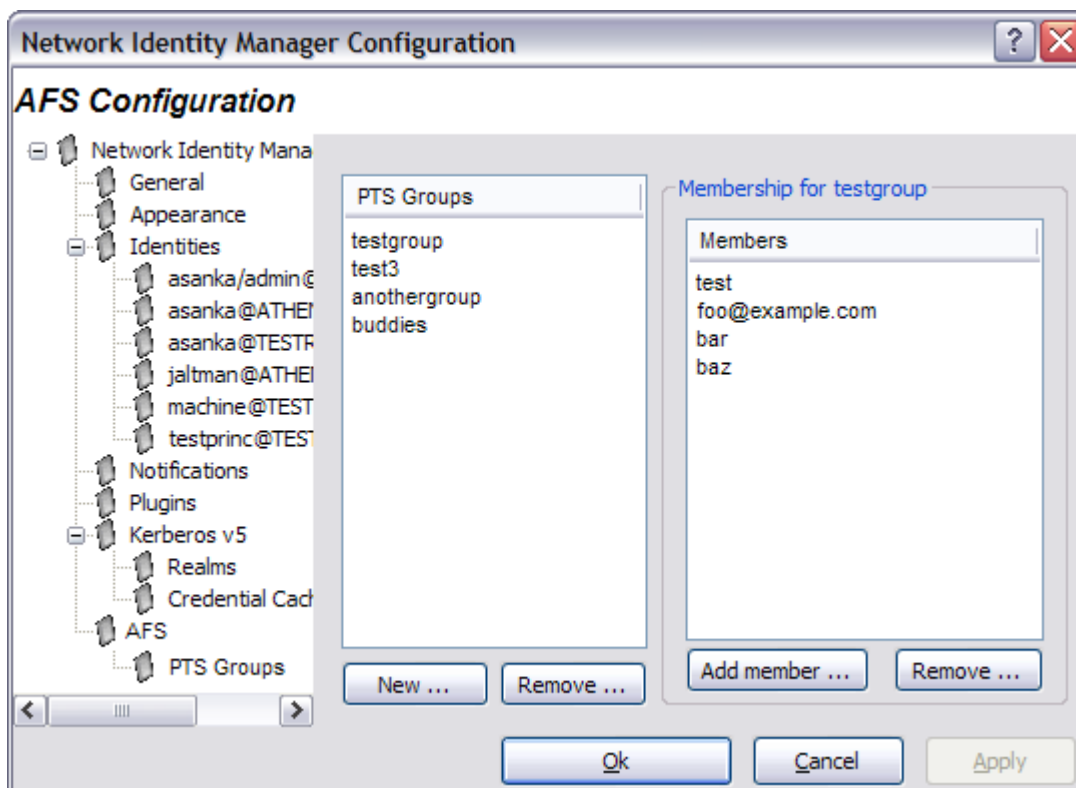 Network Identity Manager Configuration
?
AFS Configuration
Network Identity Mana
General
Appearance
Identities
asanka/admin@
asanka@ATHE
asanka@TESTR
jaltman@ATHE
machine@TEST
testprinc@TEST
Notifications
Plugins
Kerberos v5
Realms
Credential Cach
AFS
PTS Groups
PTS Groups
testgroup
test3
anothergroup
buddies
New ...
Remove ...
Membership for testgroup
Members
test
foo@example.com
bar
baz
Add member ...
Remove ...
Ok
Cancel
Apply